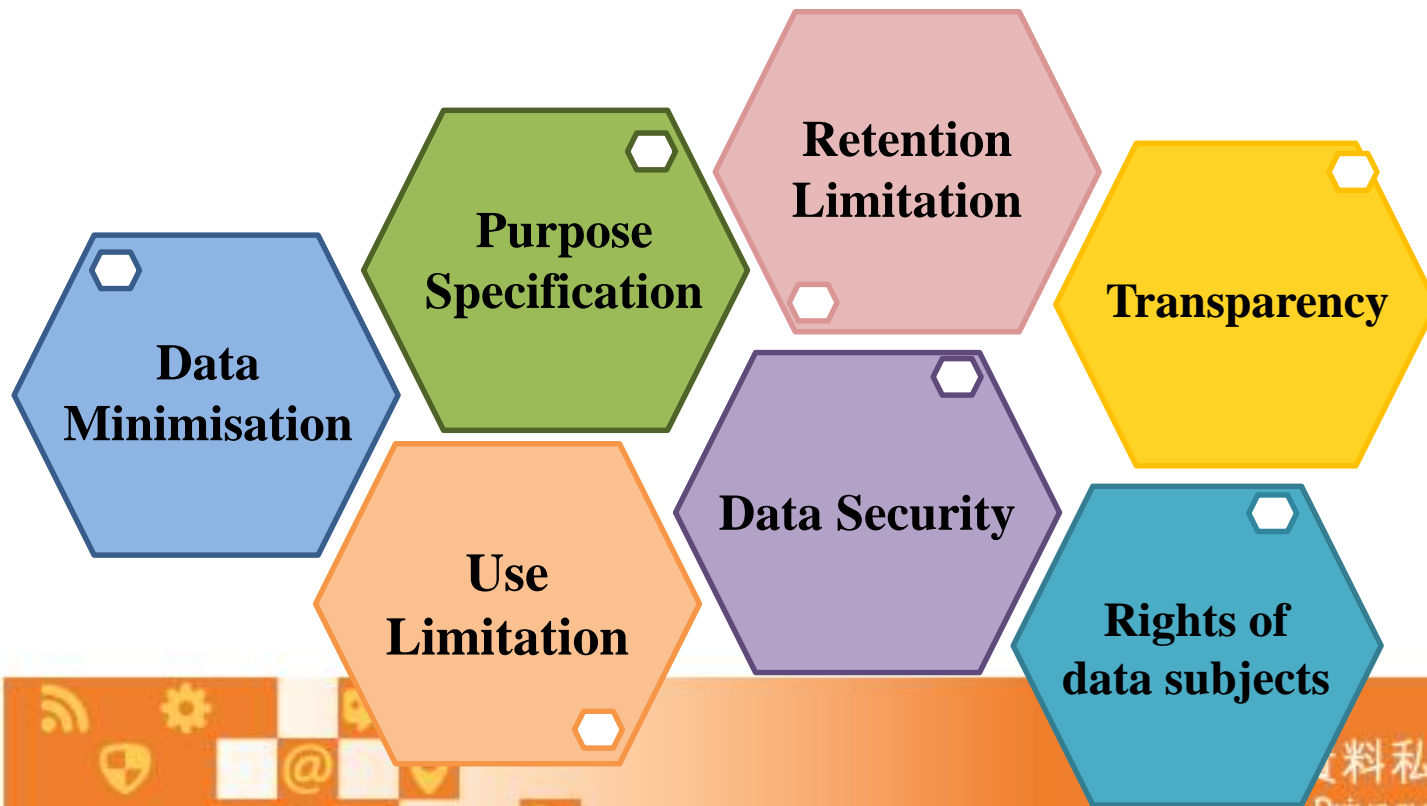 Retention
Limitation
Purpose
Specification
Transparency
Data
Minimisation
Data Security
Use
Limitation
Rights of
data subjects
@
料私